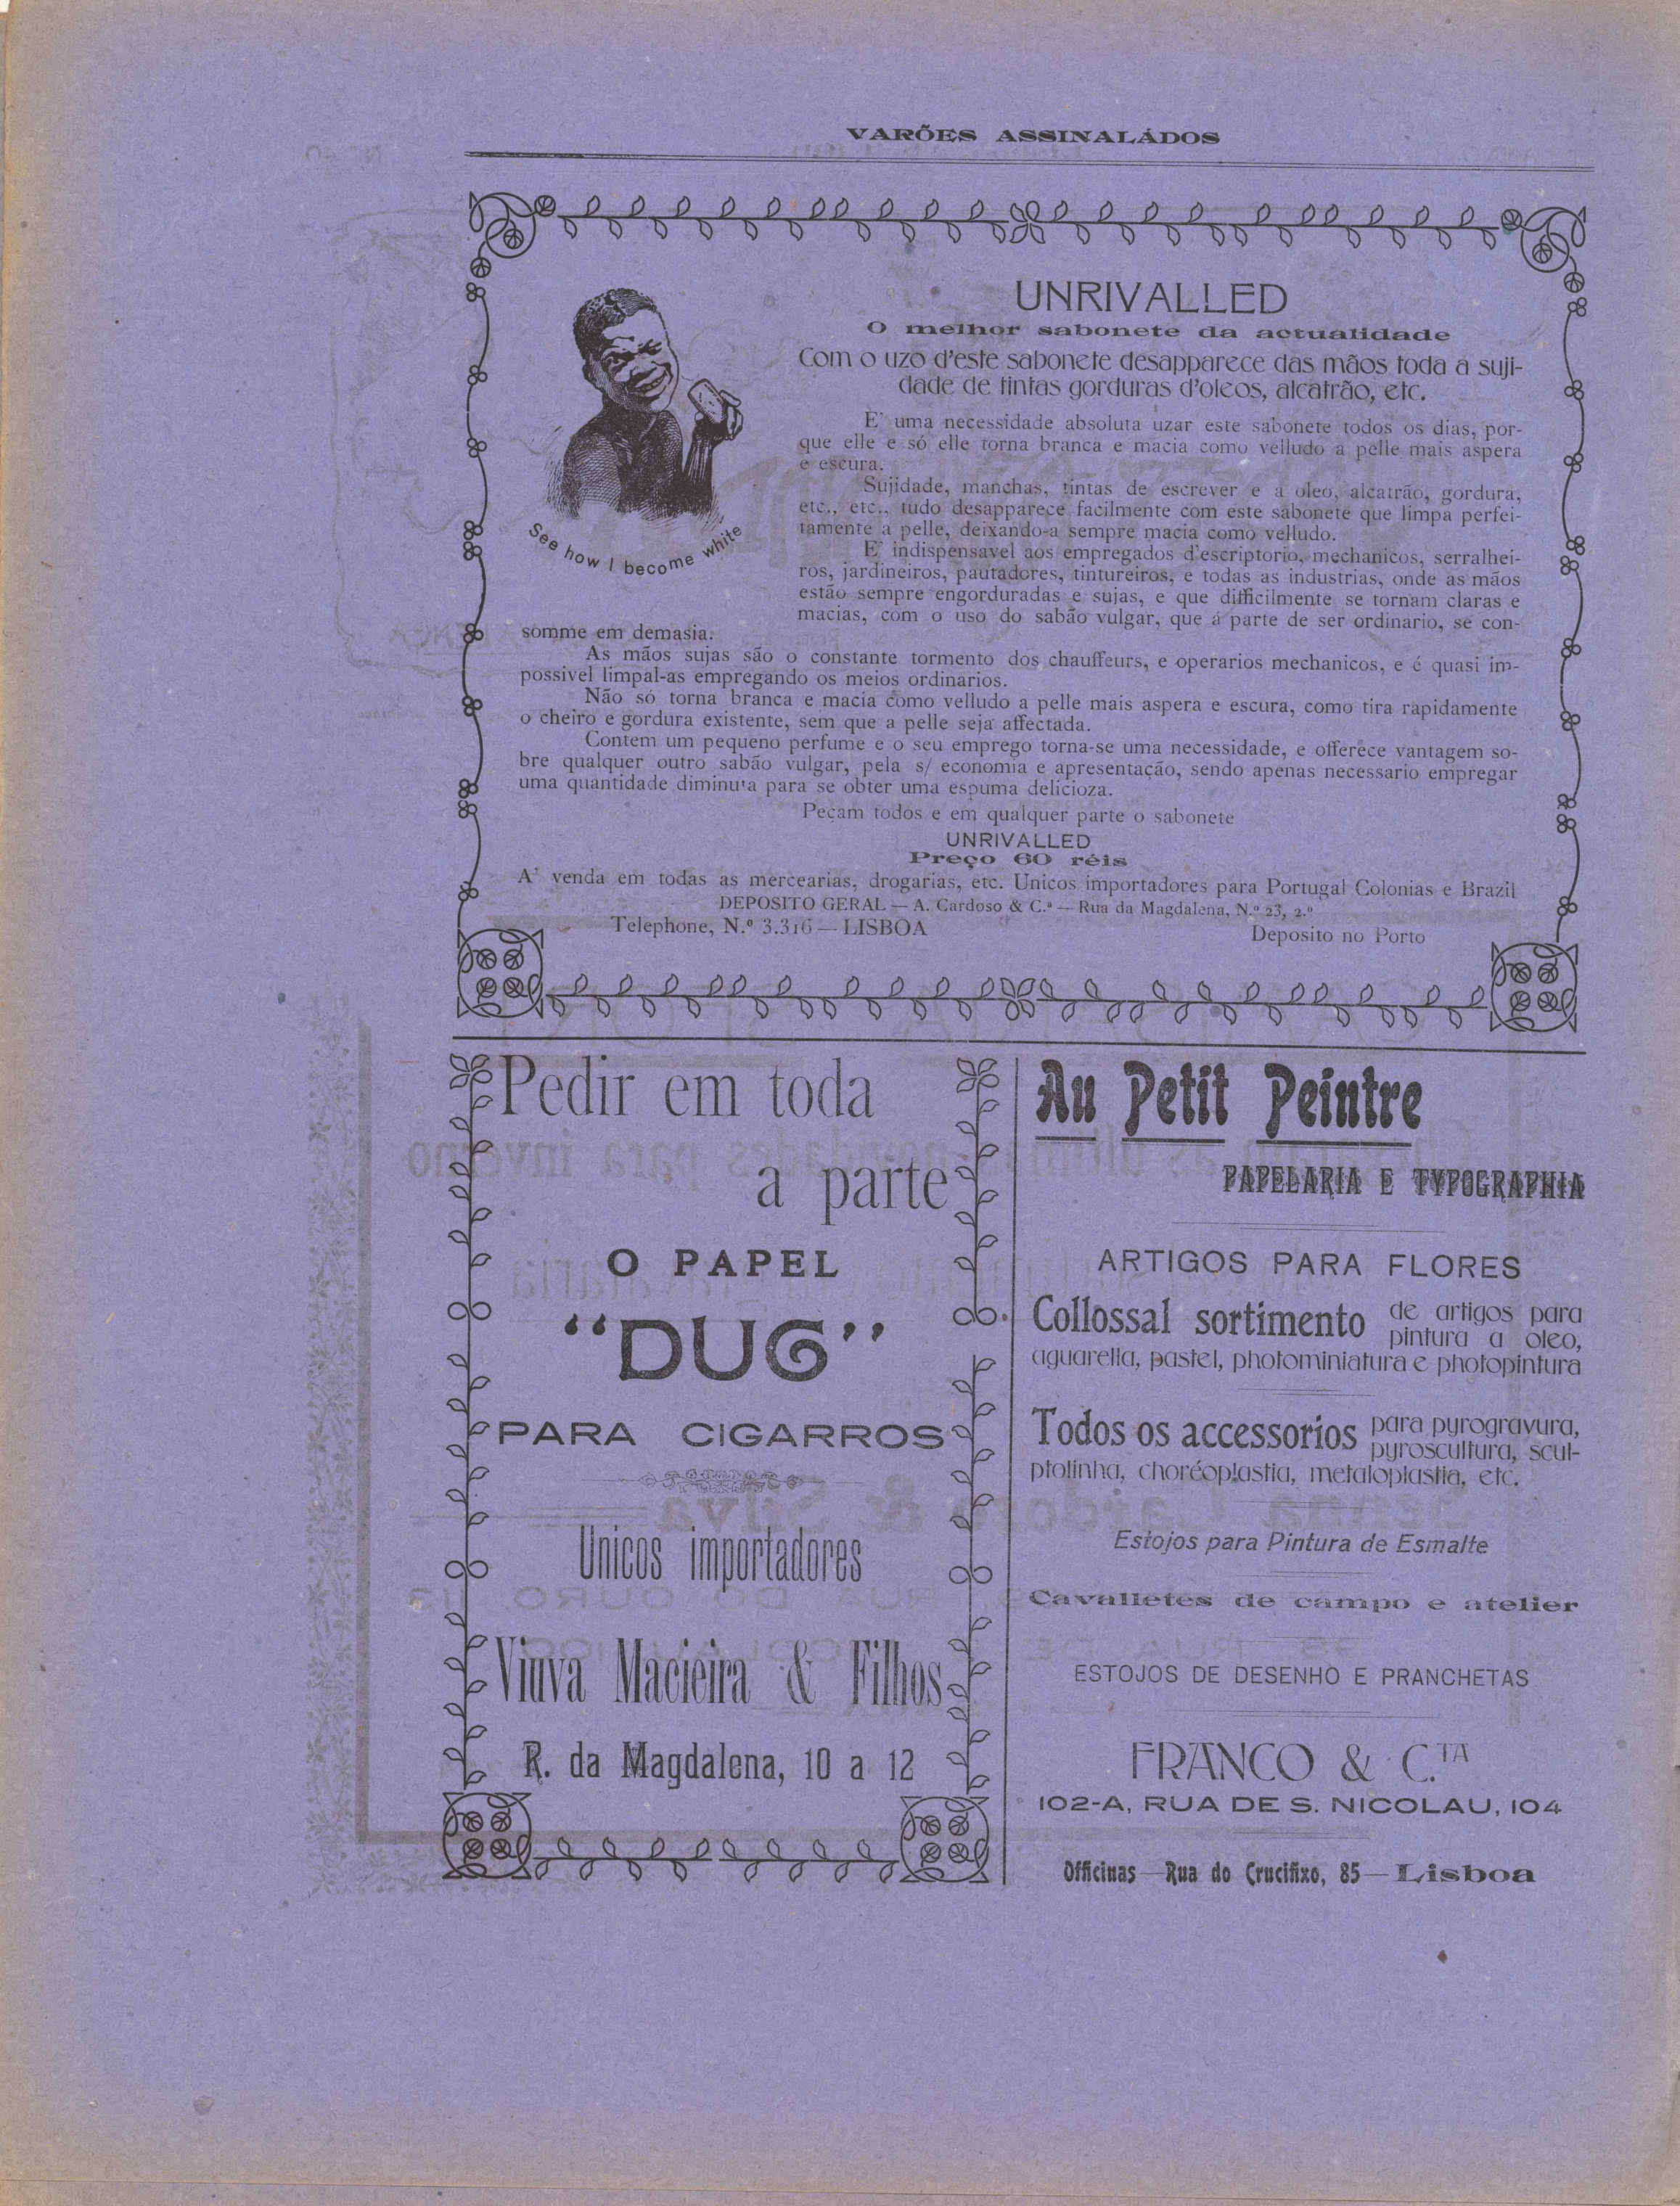 VARÕES ASSINALÁDOS
UNRIVALLED
O melhor sabonete da actualidade
Com o uzo d'este sabonete desapparece das mãos toda a suji-
dade de tintas gorduras d'oleos, alcatrão, etc.
E' uma necessidade absoluta uzar este sabonete todos os dias, por-
que elle e só elle torna branca e macia como velludo a pelle mais aspera
e escura.
Sujidade, manchas, tintas de escrever e a oleo, alcatrão, gordura,
etc., etc., tudo desapparece facilmente com este sabonete que limpa perfei-
tamente a pelle, deixando-a sempre macia como velludo.
E' indispensavel aos empregados d'escriptorio, mechanicos, serralhei-
ros, jardineiros, pautadores, tintureiros, e todas as industrias, onde as mãos
estão sempre engorduradas e sujas, e que difficilmente se tornam claras e
macias, com o uso do sabão vulgar, que á parte de ser ordinario, se con-
somme em demasia.
See how I become white
As mãos sujas são o constante tormento dos chauffeurs, e operarios mechanicos, e é quasi im-
possivel limpal-as empregando os meios ordinarios.
Não só torna branca e macia como velludo a pelle mais aspera e escura, como tira rapidamente
o cheiro e gordura existente, sem que a pelle seja affectada.
Contem um pequeno perfume e o seu emprego torna-se uma necessidade, e offerece vantagem so-
bre qualquer outro sabão vulgar, pela s/ economia e apresentação, sendo apenas necessario empregar
uma quantidade diminuta para se obter uma espuma delicioza.
Peçam todos e em qualquer parte o sabonete
UNRIVALLED
Preço 60 réis
A' venda em todas as mercearias, drogarias, etc. Unicos importadores para Portugal Colonias e Brazil
DEPOSITO GERAL — A. Cardoso & C.ª — Rua da Magdalena, N.º 23, 2.º
Telephone, N.º 3.316 — LISBOA Deposito no Porto
Pedir em toda
a parte
O PAPEL
“DUG”
PARA CIGARROS
Unicos importadores
Viuva Macieira & Filhos
R. da Magdalena, 10 a 12
Au Petit Peintre
PAPELARIA E TYPOGRAPHIA
ARTIGOS PARA FLORES
Collossal sortimento de artigos para
pintura a oleo,
aguarella, pastel, photominiatura e photopintura
Todos os accessorios para pyrogravura,
pyroscultura, scul-
ptolinha, choréoplastia, metaloplastia, etc.
Estojos para Pintura de Esmalte
Cavalletes de campo e atelier
ESTOJOS DE DESENHO E PRANCHETAS
FRANCO & C.TA
102-A, RUA DE S. NICOLAU, 104
Officinas—Rua do Crucifixo, 85—Lisboa